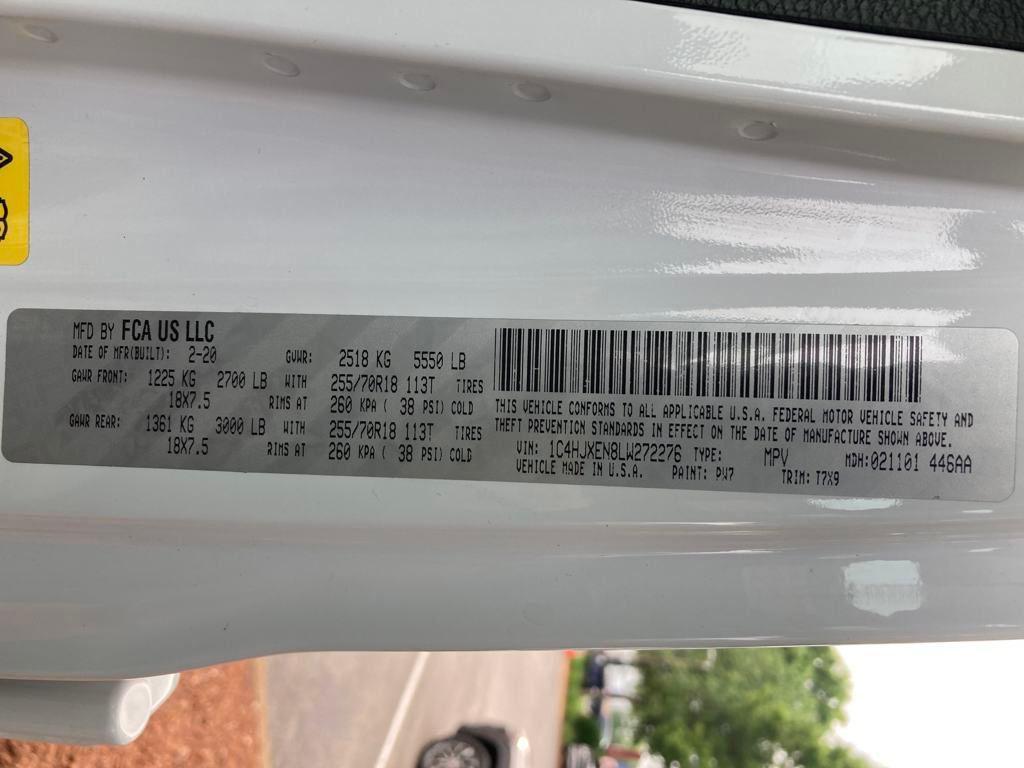 MFD BY FCA US LLC
DATE OF MFR(BUILT): 2-20 GVWR: 2518 KG 5550 LB
GAWR FRONT: 1225 KG 2700 LB WITH 255/70R18 113T TIRES
18X7.5 RIMS AT 260 KPA ( 38 PSI) COLD
GAWR REAR: 1361 KG 3000 LB WITH 255/70R18 113T TIRES
18X7.5 RIMS AT 260 KPA ( 38 PSI) COLD
THIS VEHICLE CONFORMS TO ALL APPLICABLE U.S.A. FEDERAL MOTOR VEHICLE SAFETY AND
THEFT PREVENTION STANDARDS IN EFFECT ON THE DATE OF MANUFACTURE SHOWN ABOVE.
VIN: 1C4HJXEN8LW272276 TYPE: MPV MDH:021101 446AA
VEHICLE MADE IN U.S.A. PAINT: PW7 TRIM: T7X9